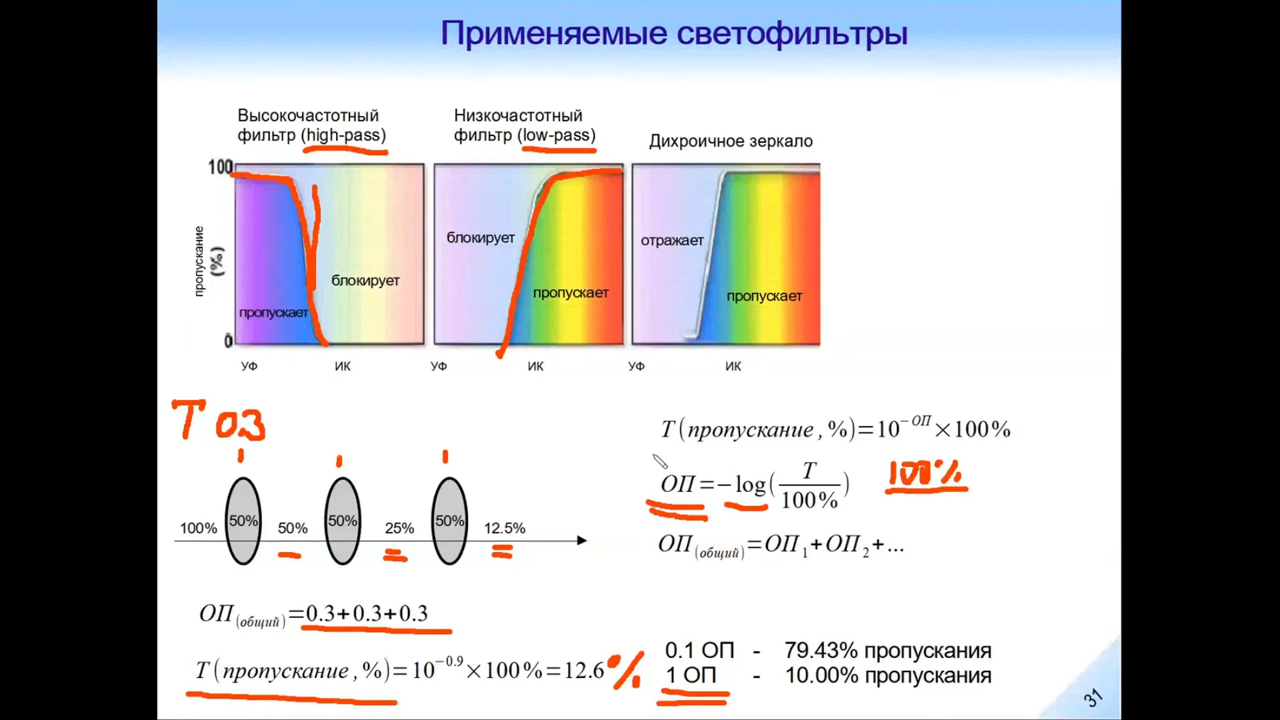 Применяемые светофильтры
Высокочастотный
фильтр (high-pass)
Низкочастотный
фильтр (low-pass)
Дихроичное зеркало
100
пропускание
(%)
0
пропускает
блокирует
блокирует
пропускает
отражает
пропускает
УФ ИК УФ ИК УФ ИК
T 0.3
100% 50% 50% 50% 25% 50% 12.5%
ОП(общий)=0.3+0.3+0.3
T(пропускание,%)=10^-0.9×100%=12.6 %
T(пропускание,%)=10^-ОП×100%
ОП=-log(T/100%) 100%
ОП(общий)=ОП1+ОП2+...
0.1 ОП - 79.43% пропускания
1 ОП - 10.00% пропускания
31